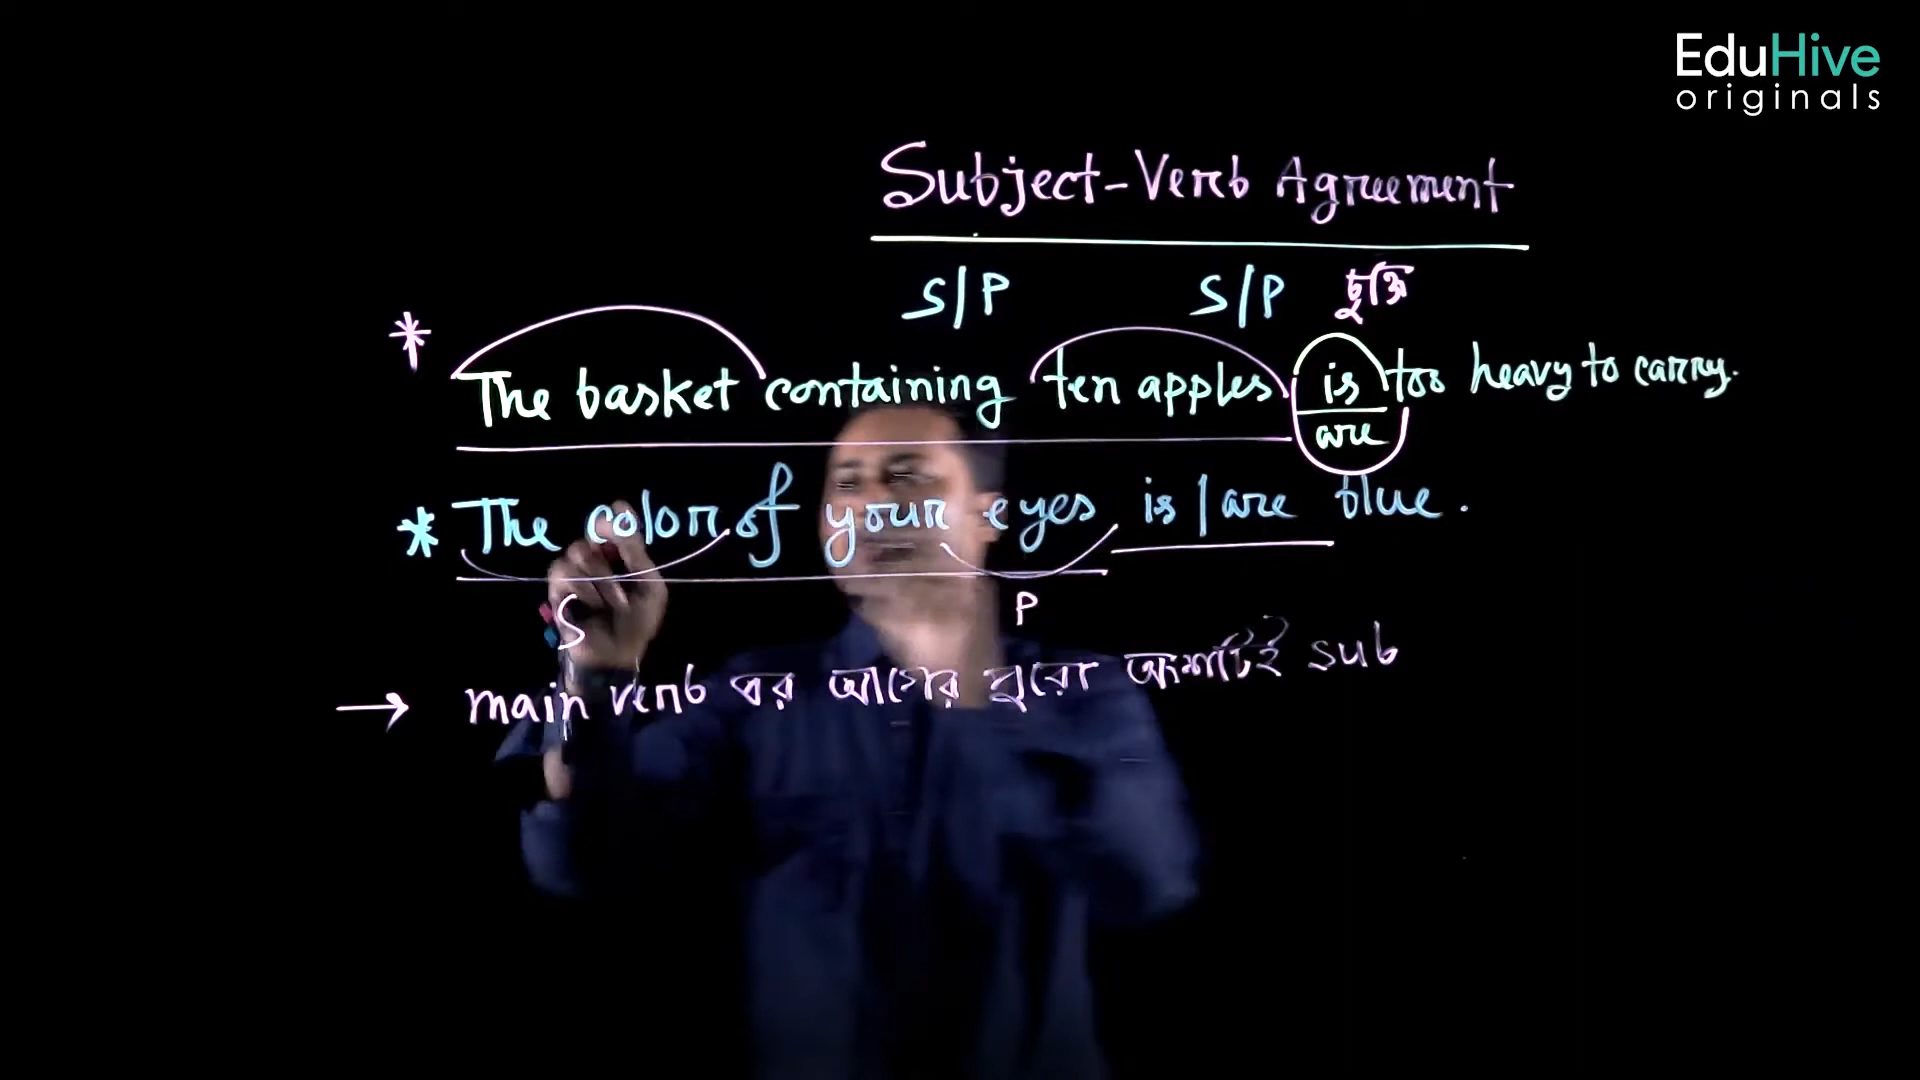 EduHive
originals
Subject-Verb Agreement
S/P S/P চুক্তি
* The basket containing ten apples is too heavy to carry.
are
* The color of your eyes is/are blue.
S P
→ main verb এর আগের পুরো অংশটাই sub